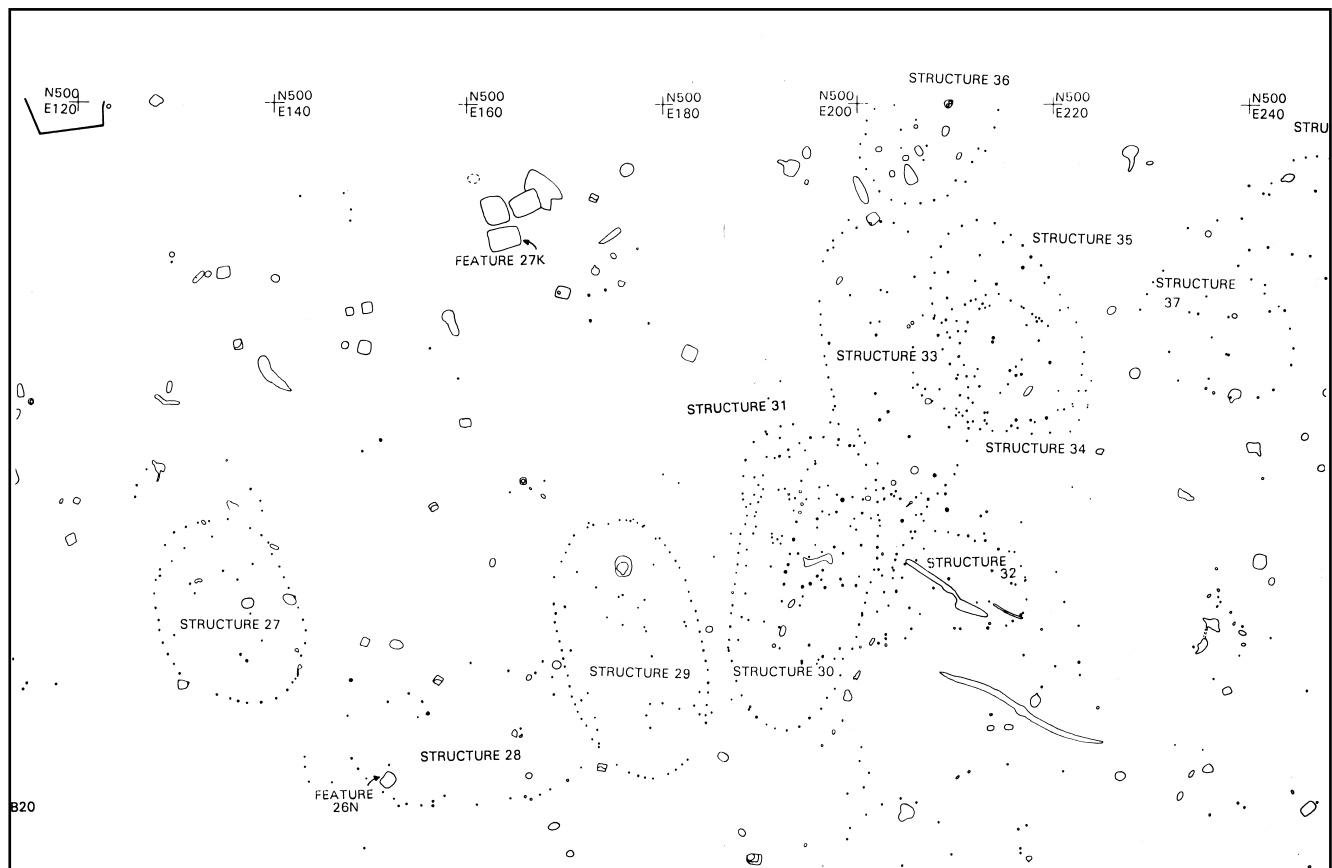 STRUCTURE 36
N500
E120
N500
E140
N500
E160
N500
E180
N500
E200
N500
E220
N500
E240
STRU
STRUCTURE 35
FEATURE 27K
STRUCTURE
37
STRUCTURE 33
STRUCTURE 31
STRUCTURE 34
STRUCTURE
32
STRUCTURE 27
STRUCTURE 29
STRUCTURE 30
STRUCTURE 28
FEATURE
26N
B20